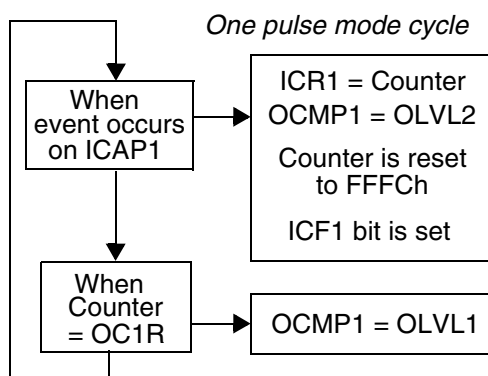 One pulse mode cycle
When
event occurs
on ICAP1
ICR1 = Counter
OCMP1 = OLVL2
Counter is reset
to FFFCh
ICF1 bit is set
When
Counter
= OC1R
OCMP1 = OLVL1